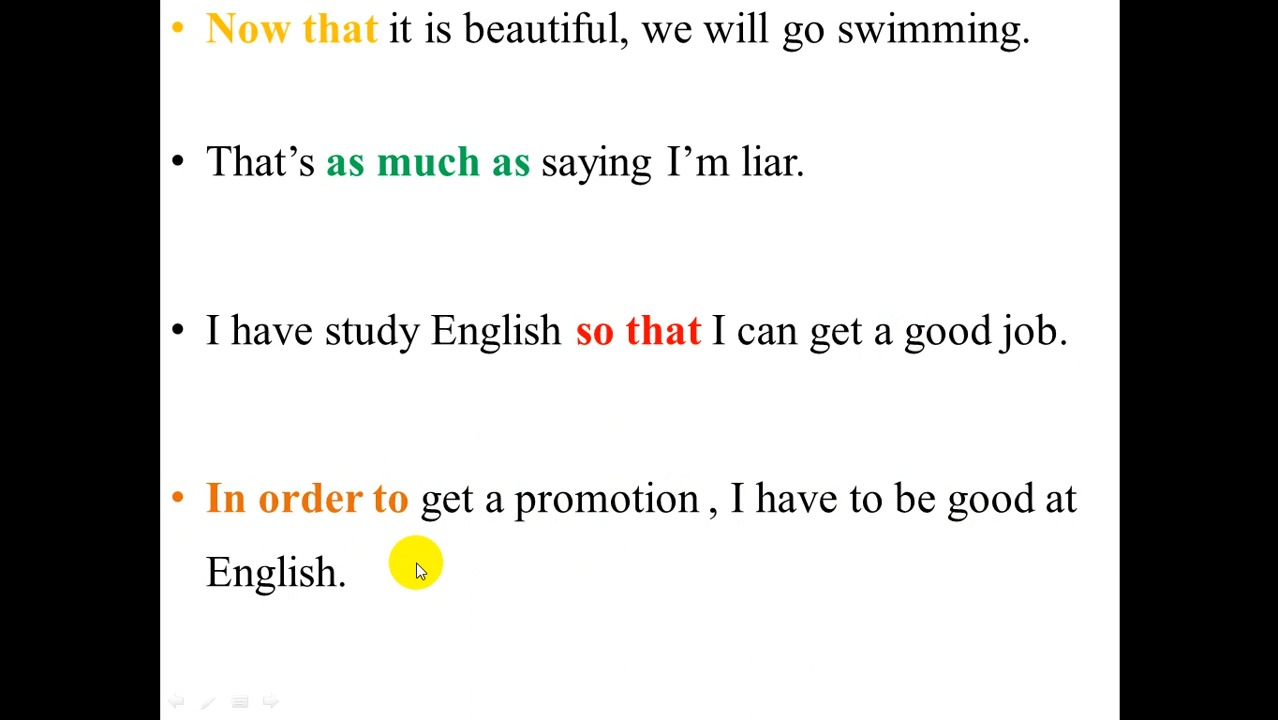 • Now that it is beautiful, we will go swimming.
• That’s as much as saying I’m liar.
• I have study English so that I can get a good job.
• In order to get a promotion , I have to be good at
English.